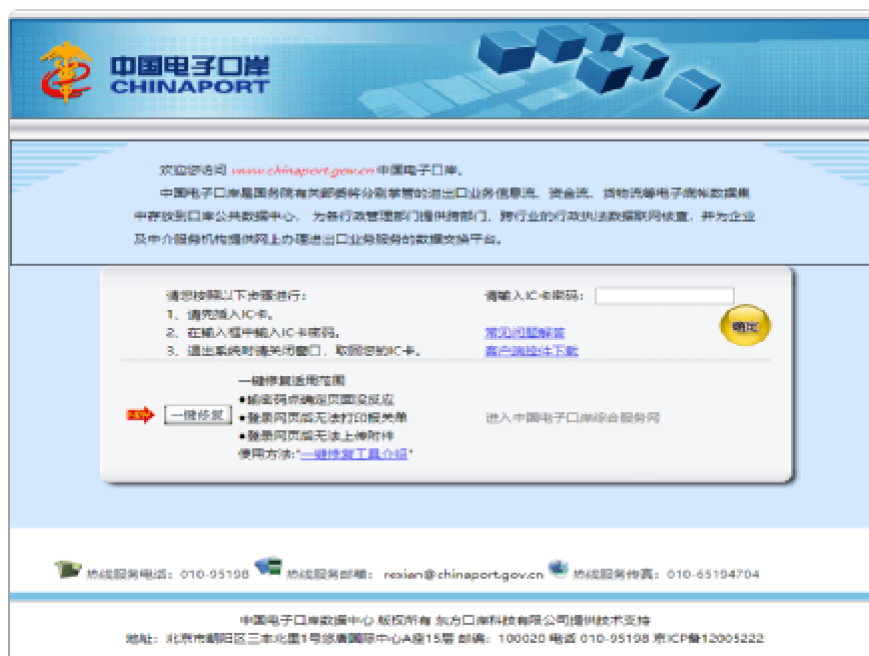 中国电子口岸
CHINAPORT
欢迎您访问 www.chinaport.gov.cn 中国电子口岸。
中国电子口岸是国务院有关部委将分别掌管的进出口业务信息流、资金流、货物流等电子底帐数据集
中存放到口岸公共数据中心，为各行政管理部门提供跨部门、跨行业的行政执法数据联网核查，并为企业
及中介服务机构提供网上办理进出口业务服务的数据交换平台。
请您按照以下步骤进行：
1、请先插入IC卡。
2、在输入框中输入IC卡密码。
3、退出系统时请关闭窗口，取回您的IC卡。
请输入IC卡密码：
确定
常见问题解答
客户端控件下载
一键修复适用范围
●输密码点确定页面没反应
一键修复
●登录网页后无法打印报关单
●登录网页后无法上传附件
使用方法:"一键修复工具介绍"
进入中国电子口岸综合服务网
热线服务电话：010-95198 热线服务邮箱：rexian@chinaport.gov.cn 热线服务传真：010-65194704
中国电子口岸数据中心 版权所有 东方口岸科技有限公司提供技术支持
地址：北京市朝阳区三丰北里1号悠唐国际中心A座15层 邮编：100020 电话 010-95198 京ICP备12005222